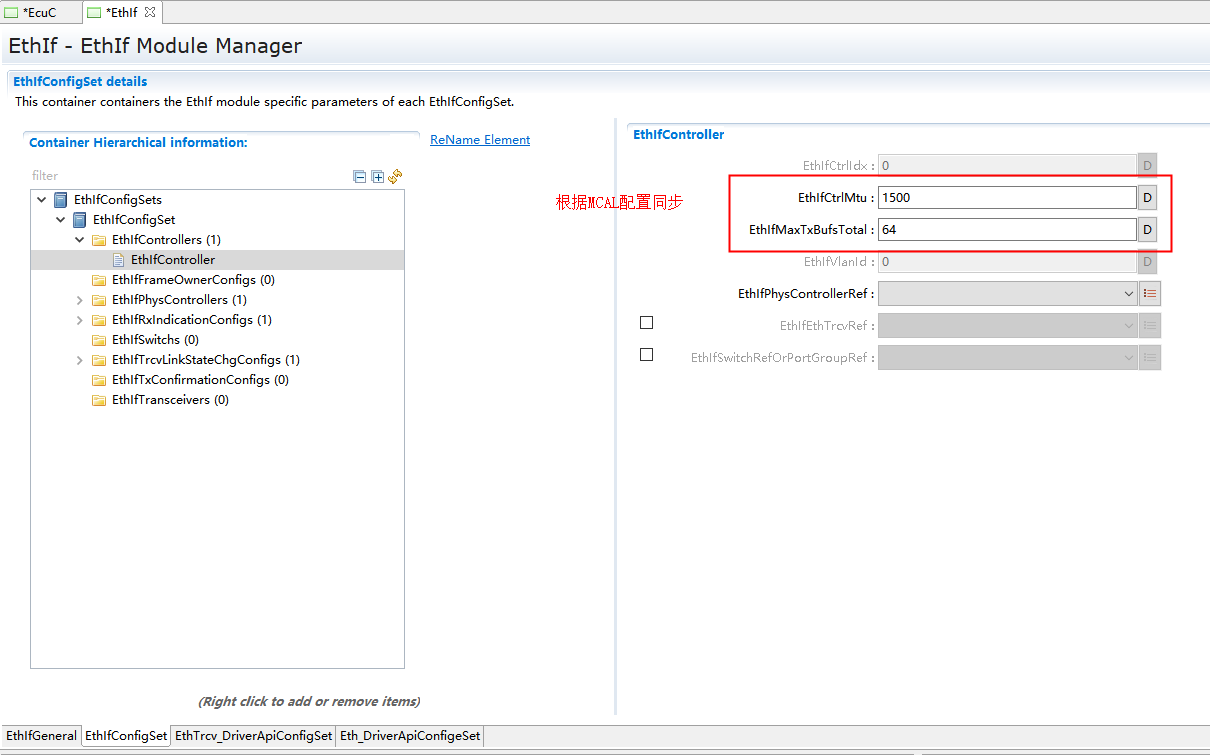 *EcuC
*EthIf
EthIf - EthIf Module Manager
EthIfConfigSet details
This container containers the EthIf module specific parameters of each EthIfConfigSet.
Container Hierarchical information:
ReName Element
filter
EthIfConfigSets
EthIfConfigSet
EthIfControllers (1)
EthIfController
EthIfFrameOwnerConfigs (0)
EthIfPhysControllers (1)
EthIfRxIndicationConfigs (1)
EthIfSwitchs (0)
EthIfTrcvLinkStateChgConfigs (1)
EthIfTxConfirmationConfigs (0)
EthIfTransceivers (0)
(Right click to add or remove items)
根据MCAL配置同步
EthIfController
EthIfCtrlIdx : 0 D
EthIfCtrlMtu : 1500 D
EthIfMaxTxBufsTotal : 64 D
EthIfVlanId : 0 D
EthIfPhysControllerRef :
EthIfEthTrcvRef :
EthIfSwitchRefOrPortGroupRef :
EthIfGeneral EthIfConfigSet EthTrcv_DriverApiConfigSet Eth_DriverApiConfigeSet